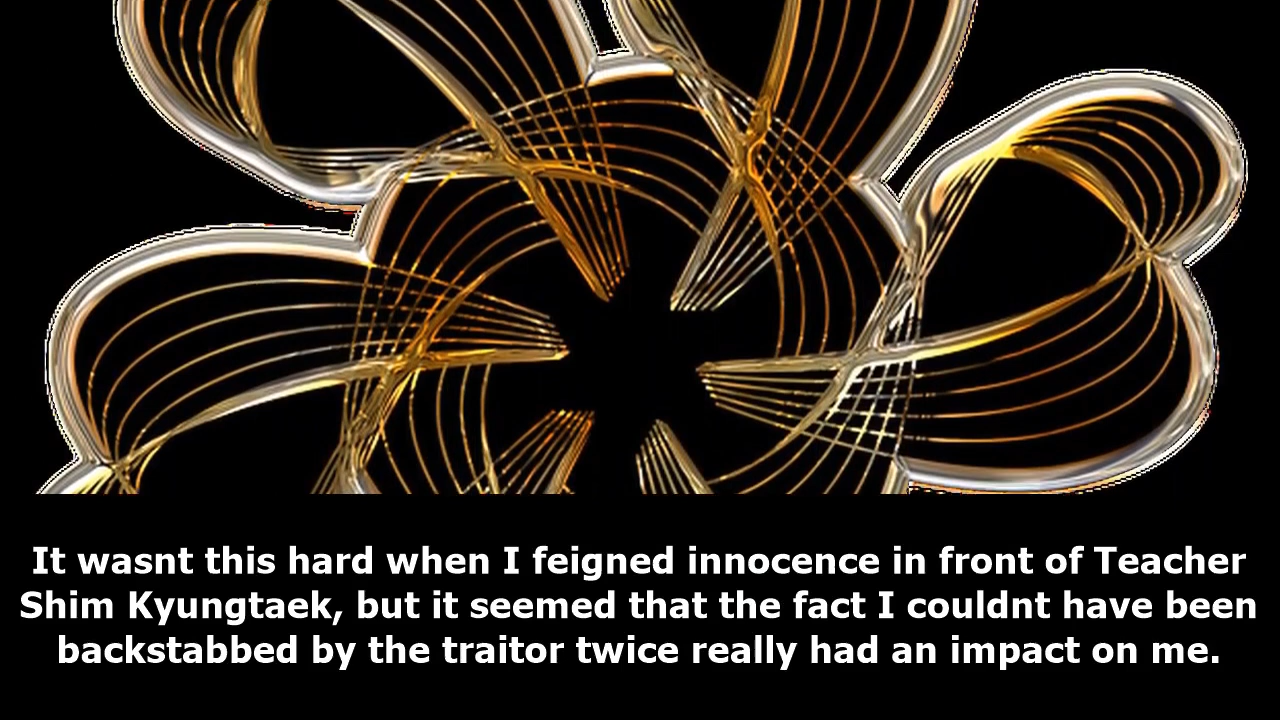 It wasnt this hard when I feigned innocence in front of Teacher
Shim Kyungtaek, but it seemed that the fact I couldnt have been
backstabbed by the traitor twice really had an impact on me.